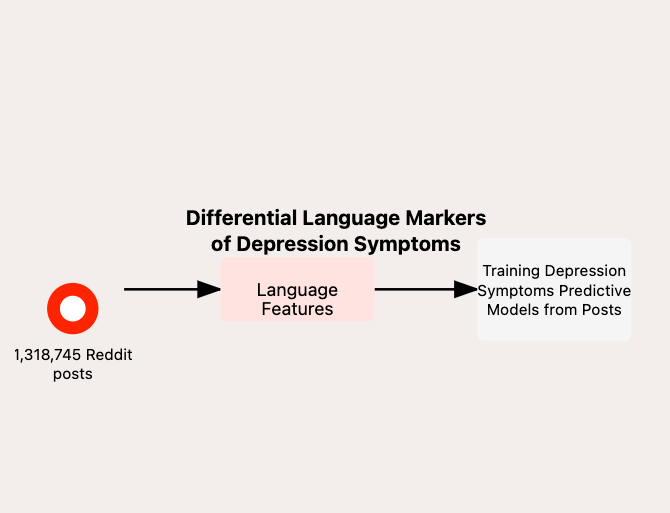 Differential Language Markers
of Depression Symptoms
1,318,745 Reddit
posts
Language
Features
Training Depression
Symptoms Predictive
Models from Posts